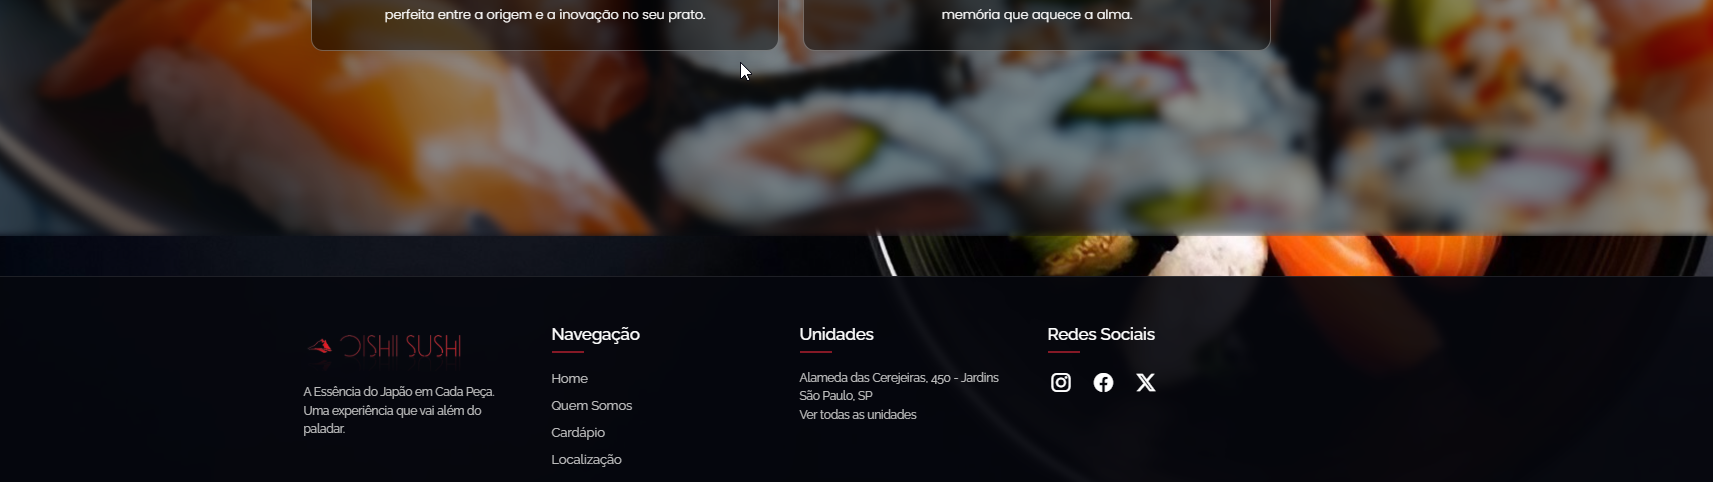 perfeita entre a origem e a inovação no seu prato.
memória que aquece a alma.
OISHII SUSHI
A Essência do Japão em Cada Peça.
Uma experiência que vai além do
paladar.
Navegação
Home
Quem Somos
Cardápio
Localização
Unidades
Alameda das Cerejeiras, 450 - Jardins
São Paulo, SP
Ver todas as unidades
Redes Sociais